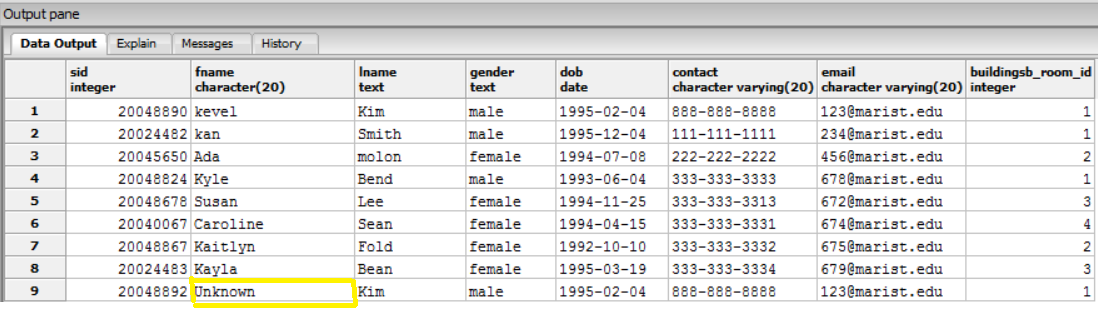 Output pane
Data Output Explain Messages History
sid fname lname gender dob contact email buildingsb_room_id
integer character(20) text text date character varying(20) character varying(20) integer
1 20048890 kevel Kim male 1995-02-04 888-888-8888 123@marist.edu 1
2 20024482 kan Smith male 1995-12-04 111-111-1111 234@marist.edu 1
3 20045650 Ada molon female 1994-07-08 222-222-2222 456@marist.edu 2
4 20048824 Kyle Bend male 1993-06-04 333-333-3333 678@marist.edu 1
5 20048678 Susan Lee female 1994-11-25 333-333-3313 672@marist.edu 3
6 20040067 Caroline Sean female 1994-04-15 333-333-3331 674@marist.edu 4
7 20048867 Kaitlyn Fold female 1992-10-10 333-333-3332 675@marist.edu 2
8 20024483 Kayla Bean female 1995-03-19 333-333-3334 679@marist.edu 3
9 20048892 Unknown Kim male 1995-02-04 888-888-8888 123@marist.edu 1